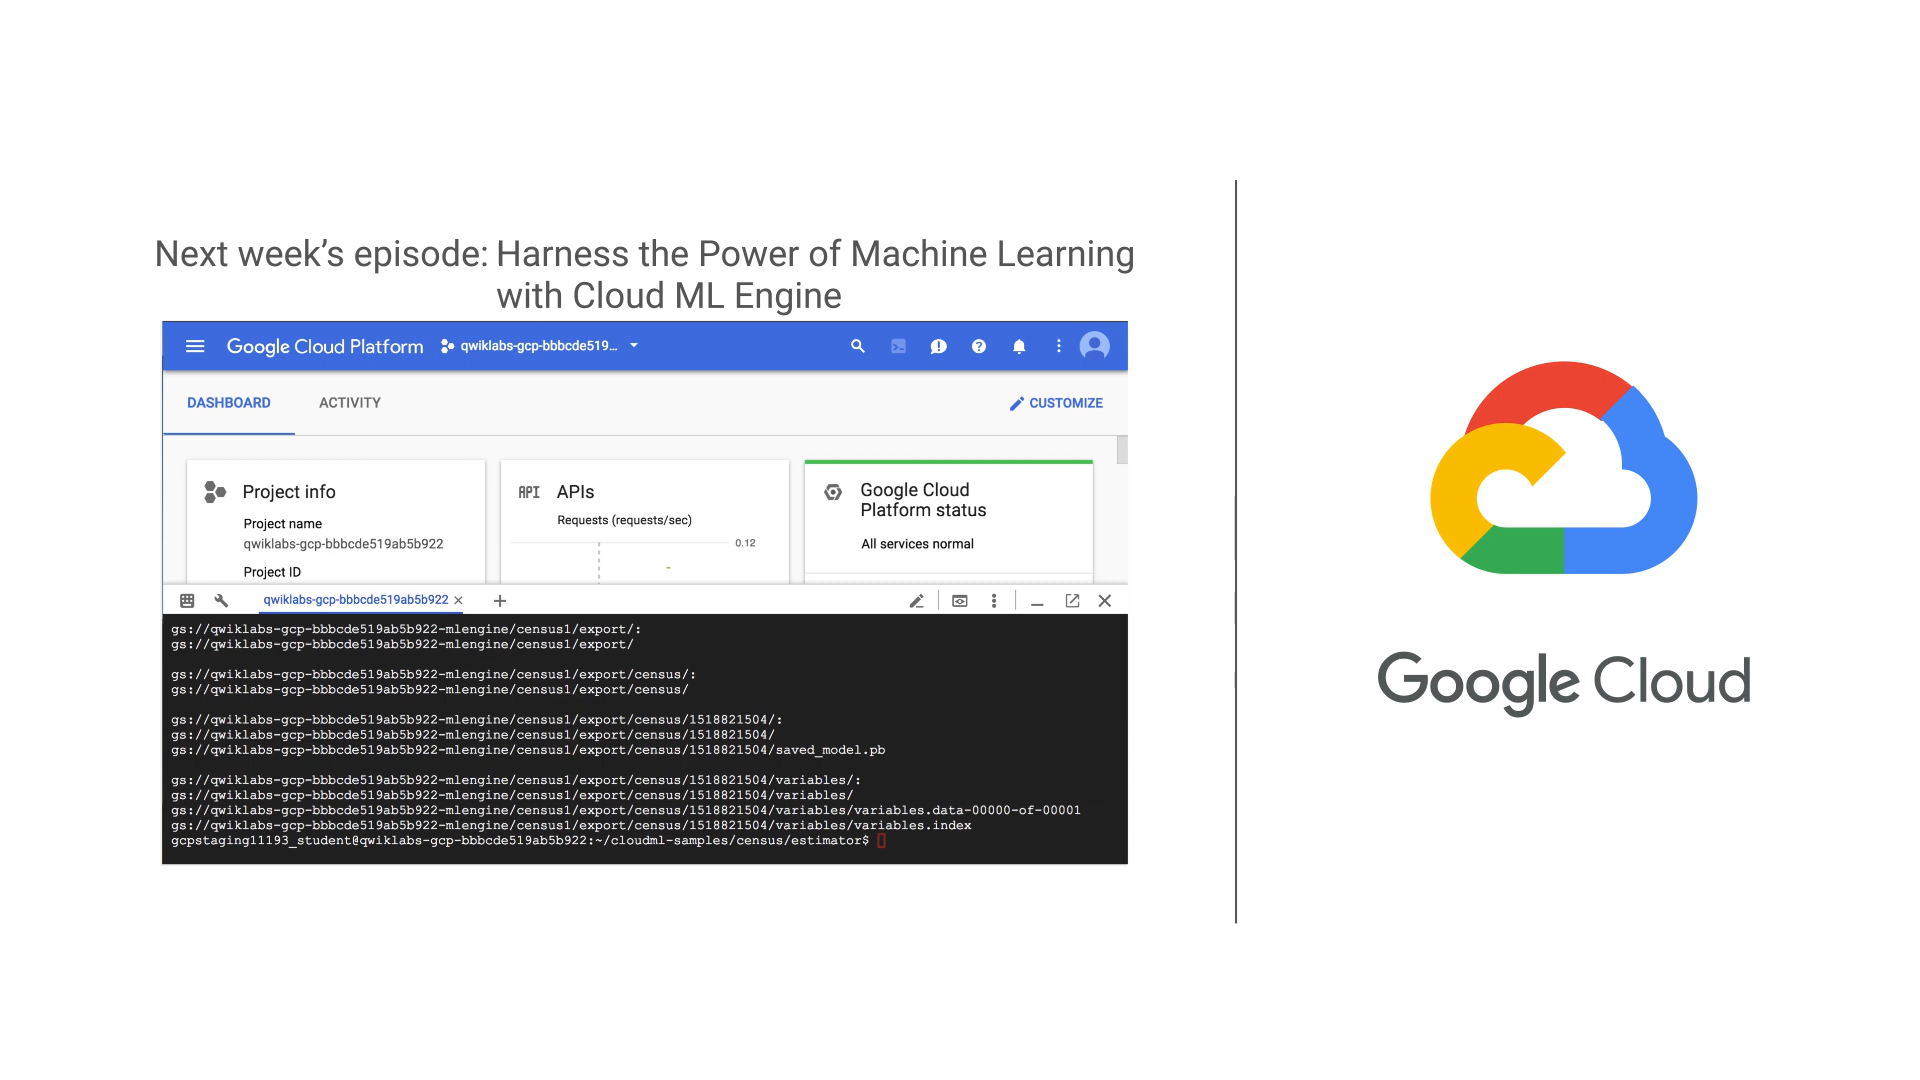 Next week’s episode: Harness the Power of Machine Learning
with Cloud ML Engine
Google Cloud Platform qwiklabs-gcp-bbbcde519...
DASHBOARD ACTIVITY CUSTOMIZE
Project info
Project name
qwiklabs-gcp-bbbcde519ab5b922
Project ID
API APIs
Requests (requests/sec)
0.12
Google Cloud
Platform status
All services normal
qwiklabs-gcp-bbbcde519ab5b922
gs://qwiklabs-gcp-bbbcde519ab5b922-mlengine/census1/export/:
gs://qwiklabs-gcp-bbbcde519ab5b922-mlengine/census1/export/
gs://qwiklabs-gcp-bbbcde519ab5b922-mlengine/census1/export/census/:
gs://qwiklabs-gcp-bbbcde519ab5b922-mlengine/census1/export/census/
gs://qwiklabs-gcp-bbbcde519ab5b922-mlengine/census1/export/census/1518821504/:
gs://qwiklabs-gcp-bbbcde519ab5b922-mlengine/census1/export/census/1518821504/
gs://qwiklabs-gcp-bbbcde519ab5b922-mlengine/census1/export/census/1518821504/saved_model.pb
gs://qwiklabs-gcp-bbbcde519ab5b922-mlengine/census1/export/census/1518821504/variables/:
gs://qwiklabs-gcp-bbbcde519ab5b922-mlengine/census1/export/census/1518821504/variables/
gs://qwiklabs-gcp-bbbcde519ab5b922-mlengine/census1/export/census/1518821504/variables/variables.data-00000-of-00001
gs://qwiklabs-gcp-bbbcde519ab5b922-mlengine/census1/export/census/1518821504/variables/variables.index
gcpstaging11193_student@qwiklabs-gcp-bbbcde519ab5b922:~/cloudml-samples/census/estimator$
Google Cloud